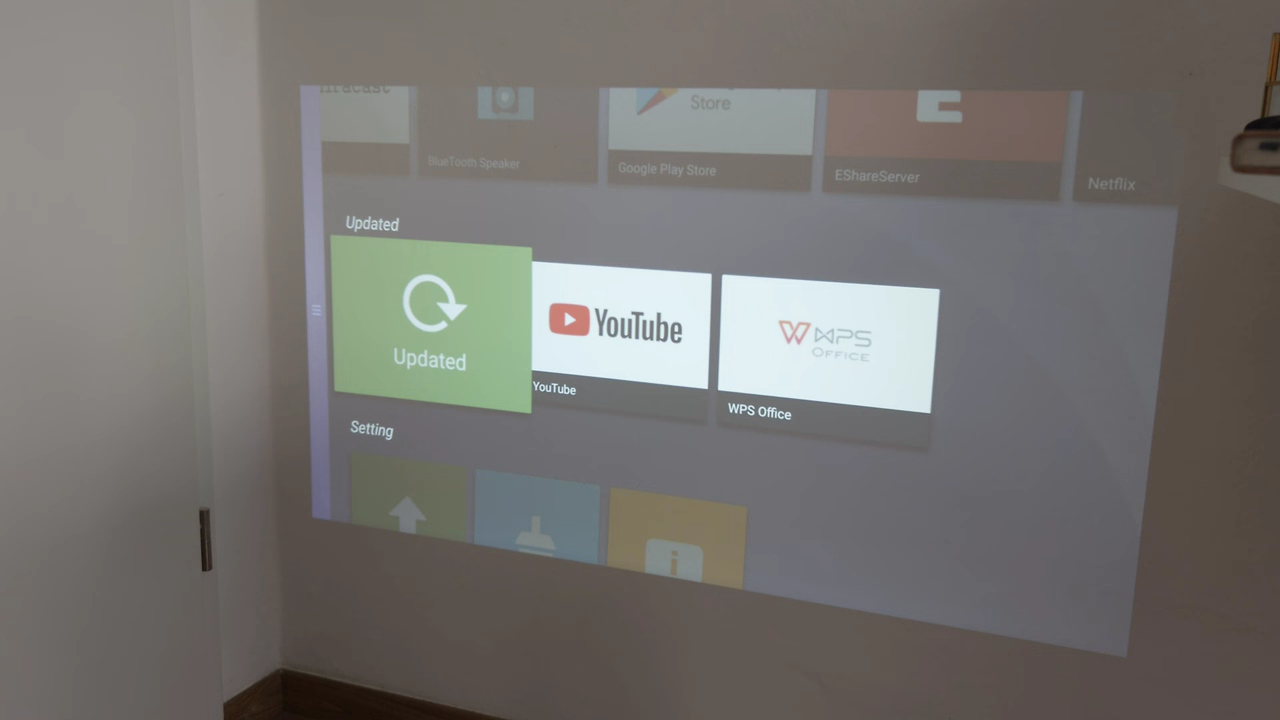 Store
BlueTooth Speaker
Google Play Store
EShareServer
Netflix
Updated
Updated
YouTube
YouTube
WPS
OFFICE
WPS Office
Setting